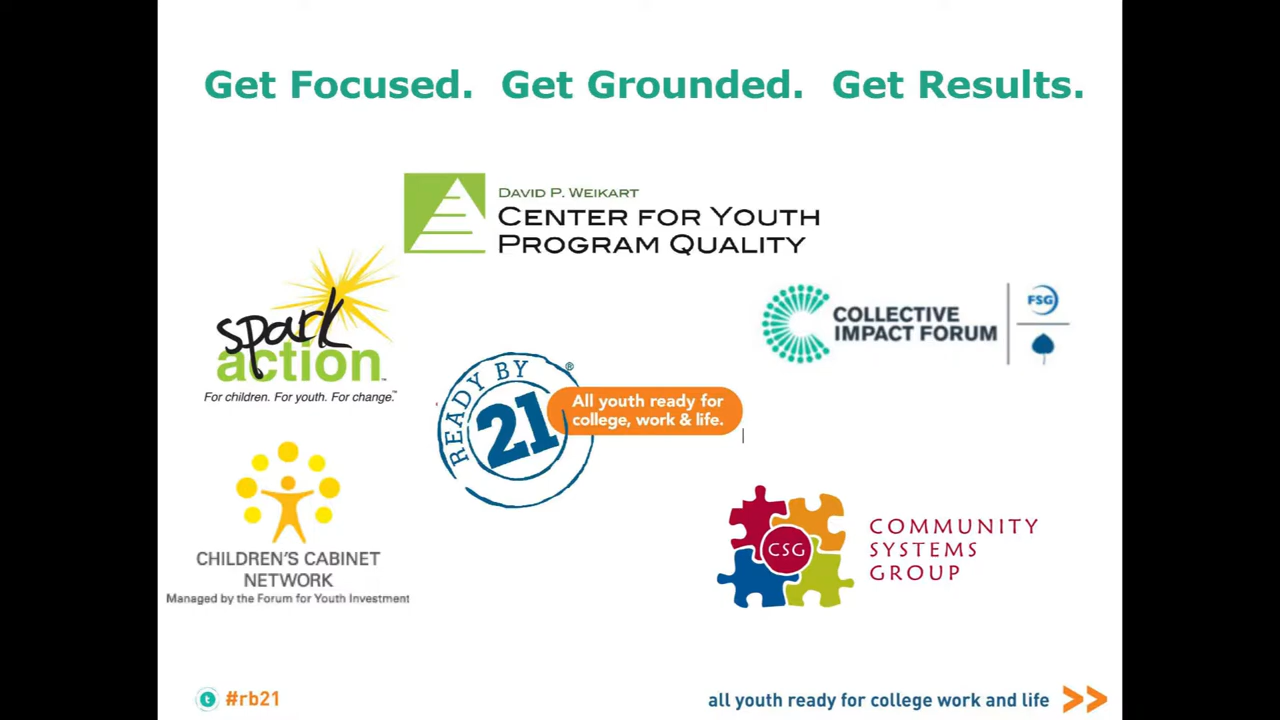 Get Focused. Get Grounded. Get Results.
DAVID P. WEIKART
CENTER FOR YOUTH
PROGRAM QUALITY
spark
action™
For children. For youth. For change.™
COLLECTIVE
IMPACT FORUM
FSG
READY BY ®
21
All youth ready for
college, work & life.
CHILDREN'S CABINET
NETWORK
Managed by the Forum for Youth Investment
CSG
COMMUNITY
SYSTEMS
GROUP
t #rb21
all youth ready for college work and life >>